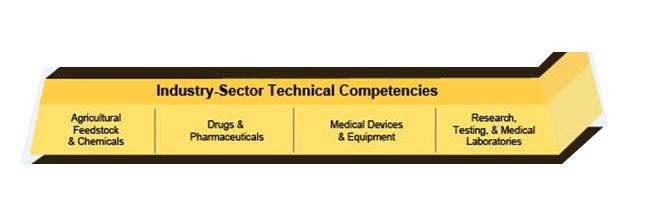 Industry-Sector Technical Competencies
Agricultural
Feedstock
& Chemicals
Drugs &
Pharmaceuticals
Medical Devices
& Equipment
Research,
Testing, & Medical
Laboratories